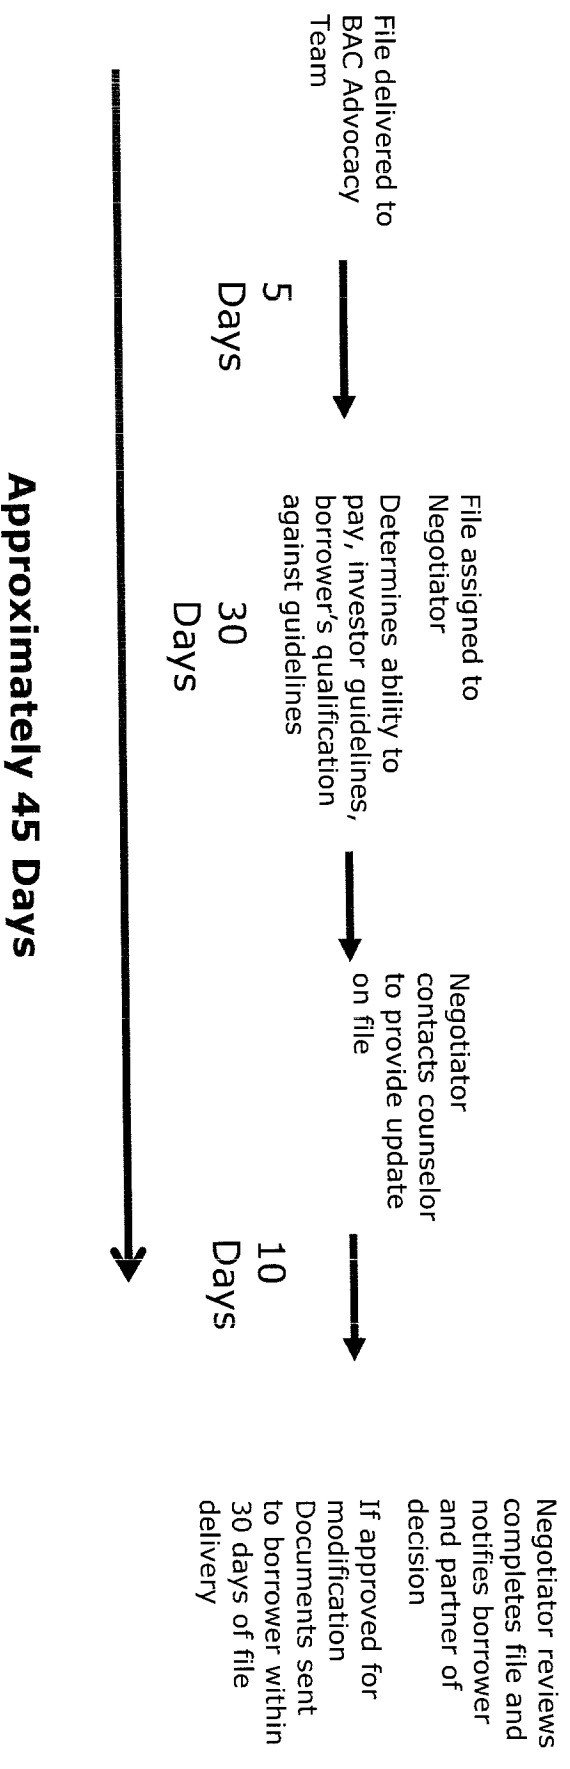 File delivered to
BAC Advocacy
Team
5
Days
File assigned to
Negotiator
Determines ability to
pay, investor guidelines,
borrower's qualification
against guidelines
30
Days
Negotiator
contacts counselor
to provide update
on file
10
Days
Negotiator reviews
completes file and
notifies borrower
and partner of
decision
If approved for
modification
Documents sent
to borrower within
30 days of file
delivery
Approximately 45 Days